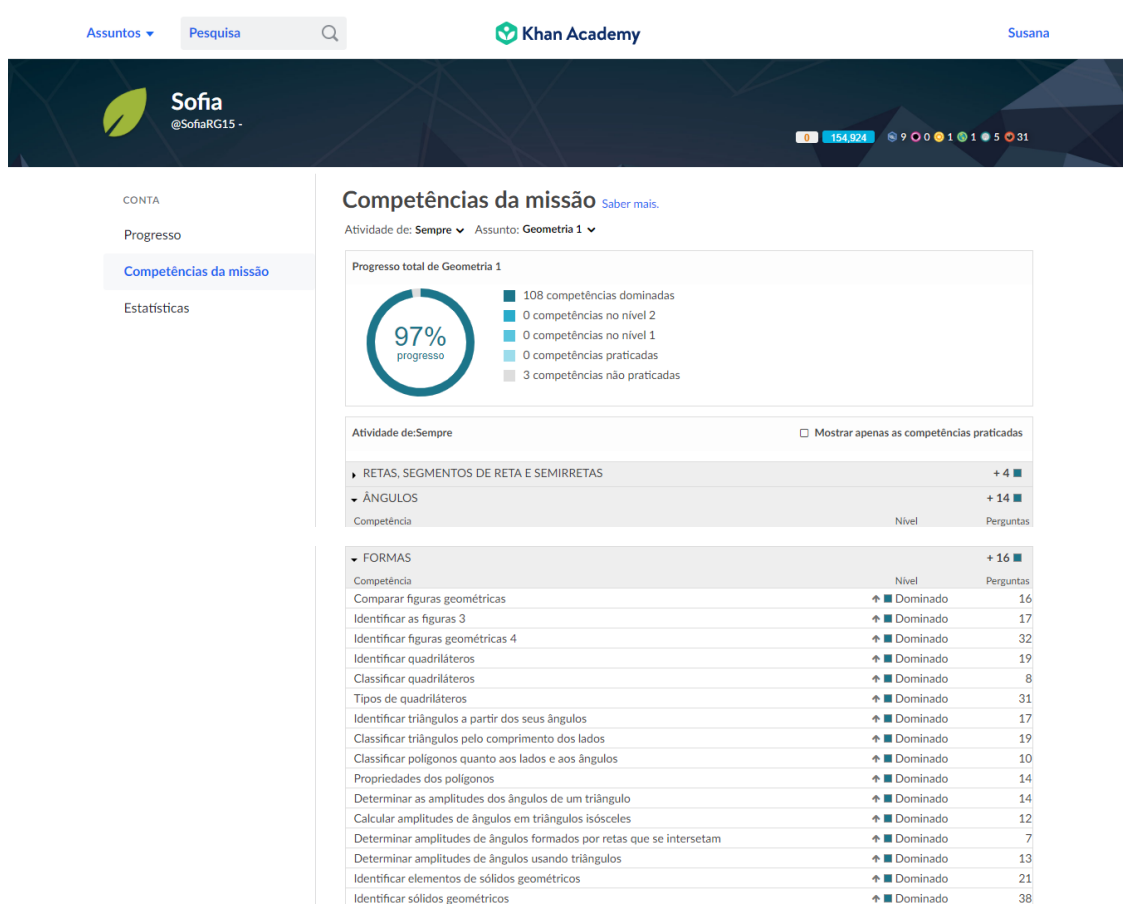 Assuntos Pesquisa Khan Academy Susana
Sofia
@SofiaRG15 -
0 154,924 9 0 1 1 5 31
CONTA
Progresso
Competências da missão
Estatísticas
Competências da missão Saber mais.
Atividade de: Sempre Assunto: Geometria 1
Progresso total de Geometria 1
97%
progresso
108 competências dominadas
0 competências no nível 2
0 competências no nível 1
0 competências praticadas
3 competências não praticadas
Atividade de:Sempre Mostrar apenas as competências praticadas
RETAS, SEGMENTOS DE RETA E SEMIRRETAS + 4
ÂNGULOS + 14
Competência Nível Perguntas
FORMAS + 16
Competência Nível Perguntas
Comparar figuras geométricas Dominado 16
Identificar as figuras 3 Dominado 17
Identificar figuras geométricas 4 Dominado 32
Identificar quadriláteros Dominado 19
Classificar quadriláteros Dominado 8
Tipos de quadriláteros Dominado 31
Identificar triângulos a partir dos seus ângulos Dominado 17
Classificar triângulos pelo comprimento dos lados Dominado 19
Classificar polígonos quanto aos lados e aos ângulos Dominado 10
Propriedades dos polígonos Dominado 14
Determinar as amplitudes dos ângulos de um triângulo Dominado 14
Calcular amplitudes de ângulos em triângulos isósceles Dominado 12
Determinar amplitudes de ângulos formados por retas que se intersetam Dominado 7
Determinar amplitudes de ângulos usando triângulos Dominado 13
Identificar elementos de sólidos geométricos Dominado 21
Identificar sólidos geométricos Dominado 38